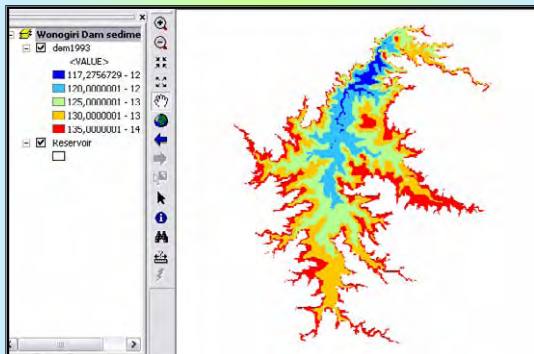 Wonogiri Dam sedime
dem1993
<VALUE>
117,2756729 - 12
120,0000001 - 12
125,0000001 - 13
130,0000001 - 13
135,0000001 - 14
Reservoir